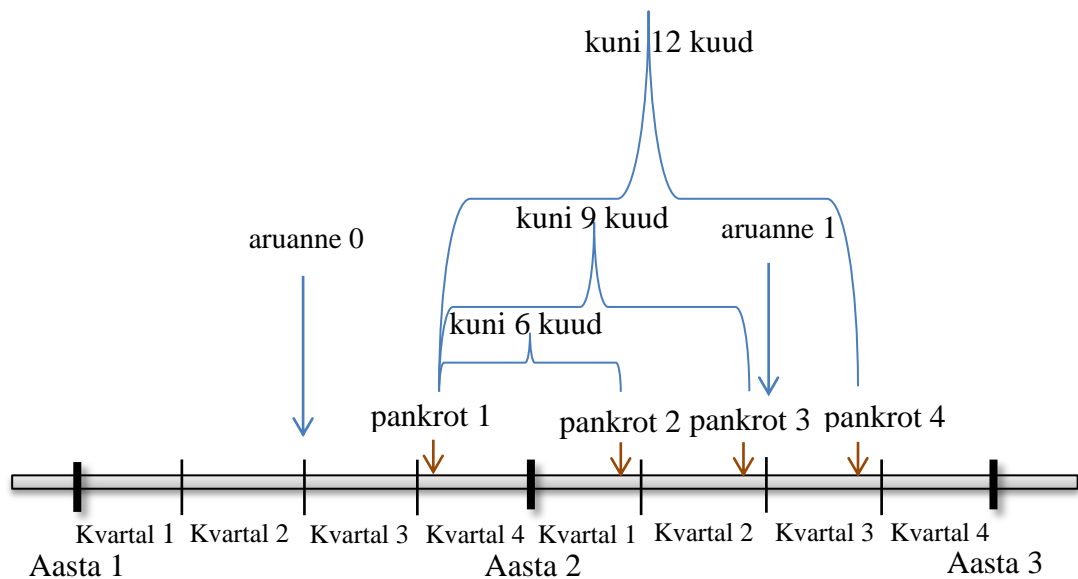 kuni 12 kuud
kuni 9 kuud
aruanne 0
aruanne 1
kuni 6 kuud
pankrot 1
pankrot 2
pankrot 3
pankrot 4
Kvartal 1
Kvartal 2
Kvartal 3
Kvartal 4
Kvartal 1
Kvartal 2
Kvartal 3
Kvartal 4
Aasta 1
Aasta 2
Aasta 3